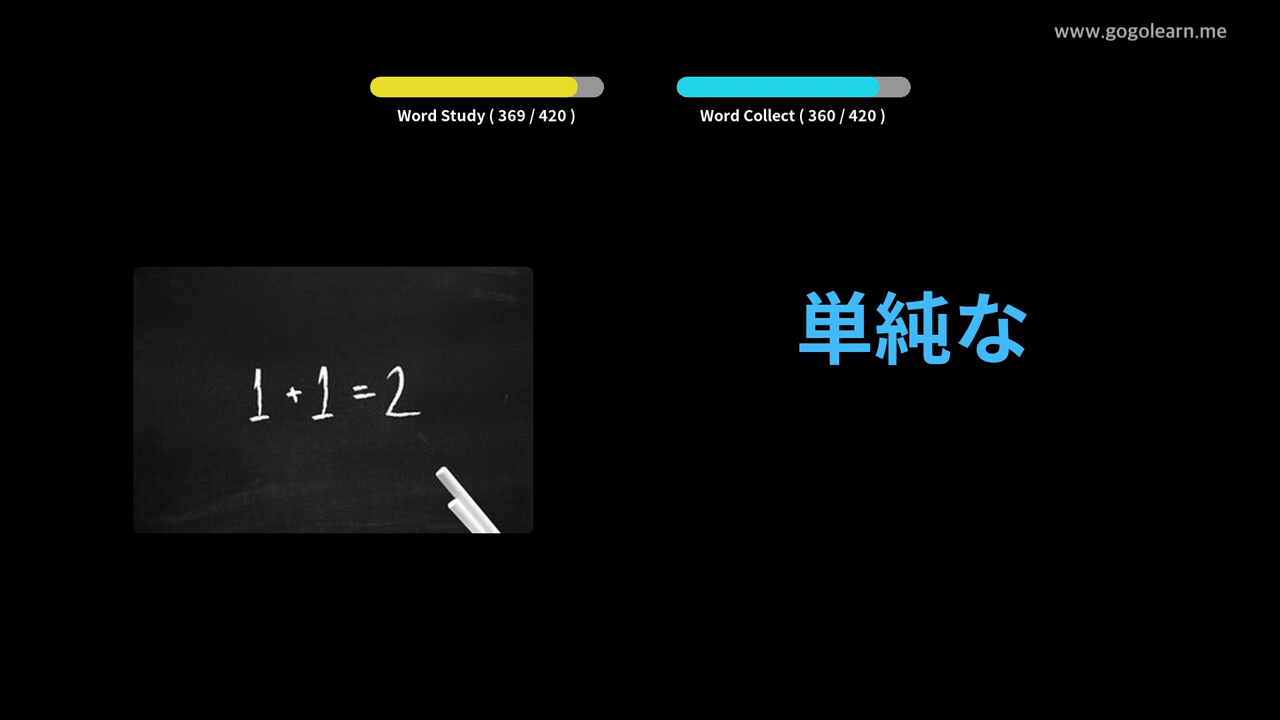 www.gogolearn.me
Word Study ( 369 / 420 )
Word Collect ( 360 / 420 )
単純な
1 + 1 = 2